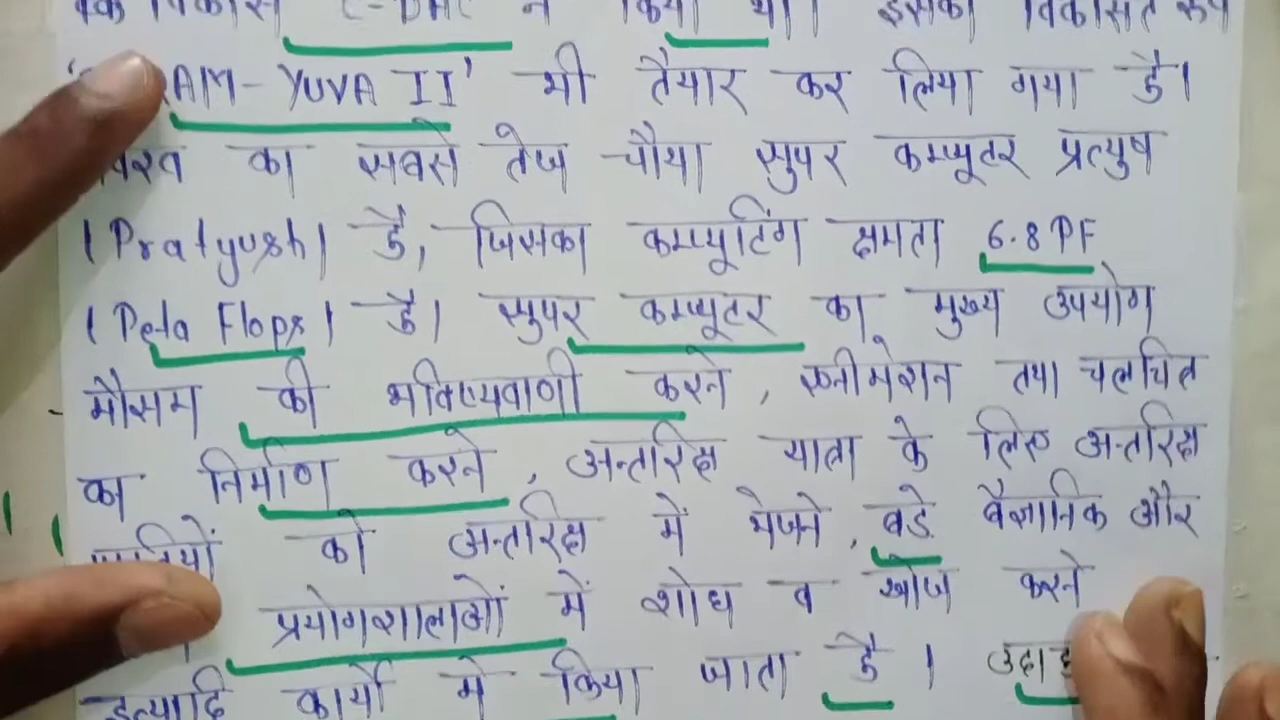 विकास C-DAC ने किया था। इसका विकसित रूप
AM-YUVA II' भी तैयार कर लिया गया है।
का सबसे तेज चौथा सुपर कम्प्यूटर प्रत्युष
(Pratyush) है, जिसका कम्प्यूटिंग क्षमता 6.8 PF
(Peta Flops) है। सुपर कम्प्यूटर का मुख्य उपयोग
मौसम की भविष्यवाणी करने, एनीमेशन तथा चलचित्र
का निर्माण करने, अन्तरिक्ष यात्रा के लिए अन्तरिक्ष
को अन्तरिक्ष में भेजने, बड़े वैज्ञानिक और
प्रयोगशालाओं में शोध व खोज करने
इत्यादि कार्यों में किया जाता है।